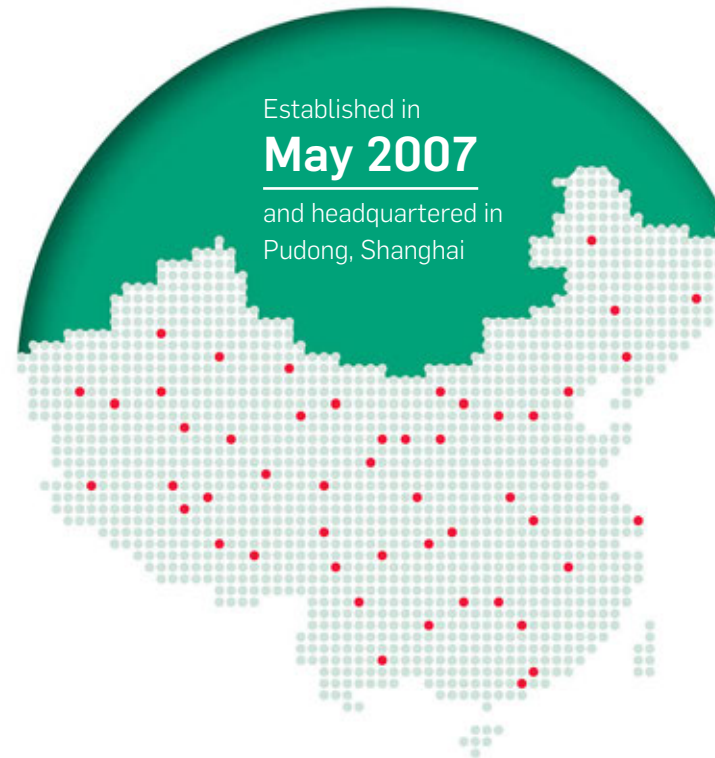 Established in
May 2007
and headquartered in
Pudong, Shanghai